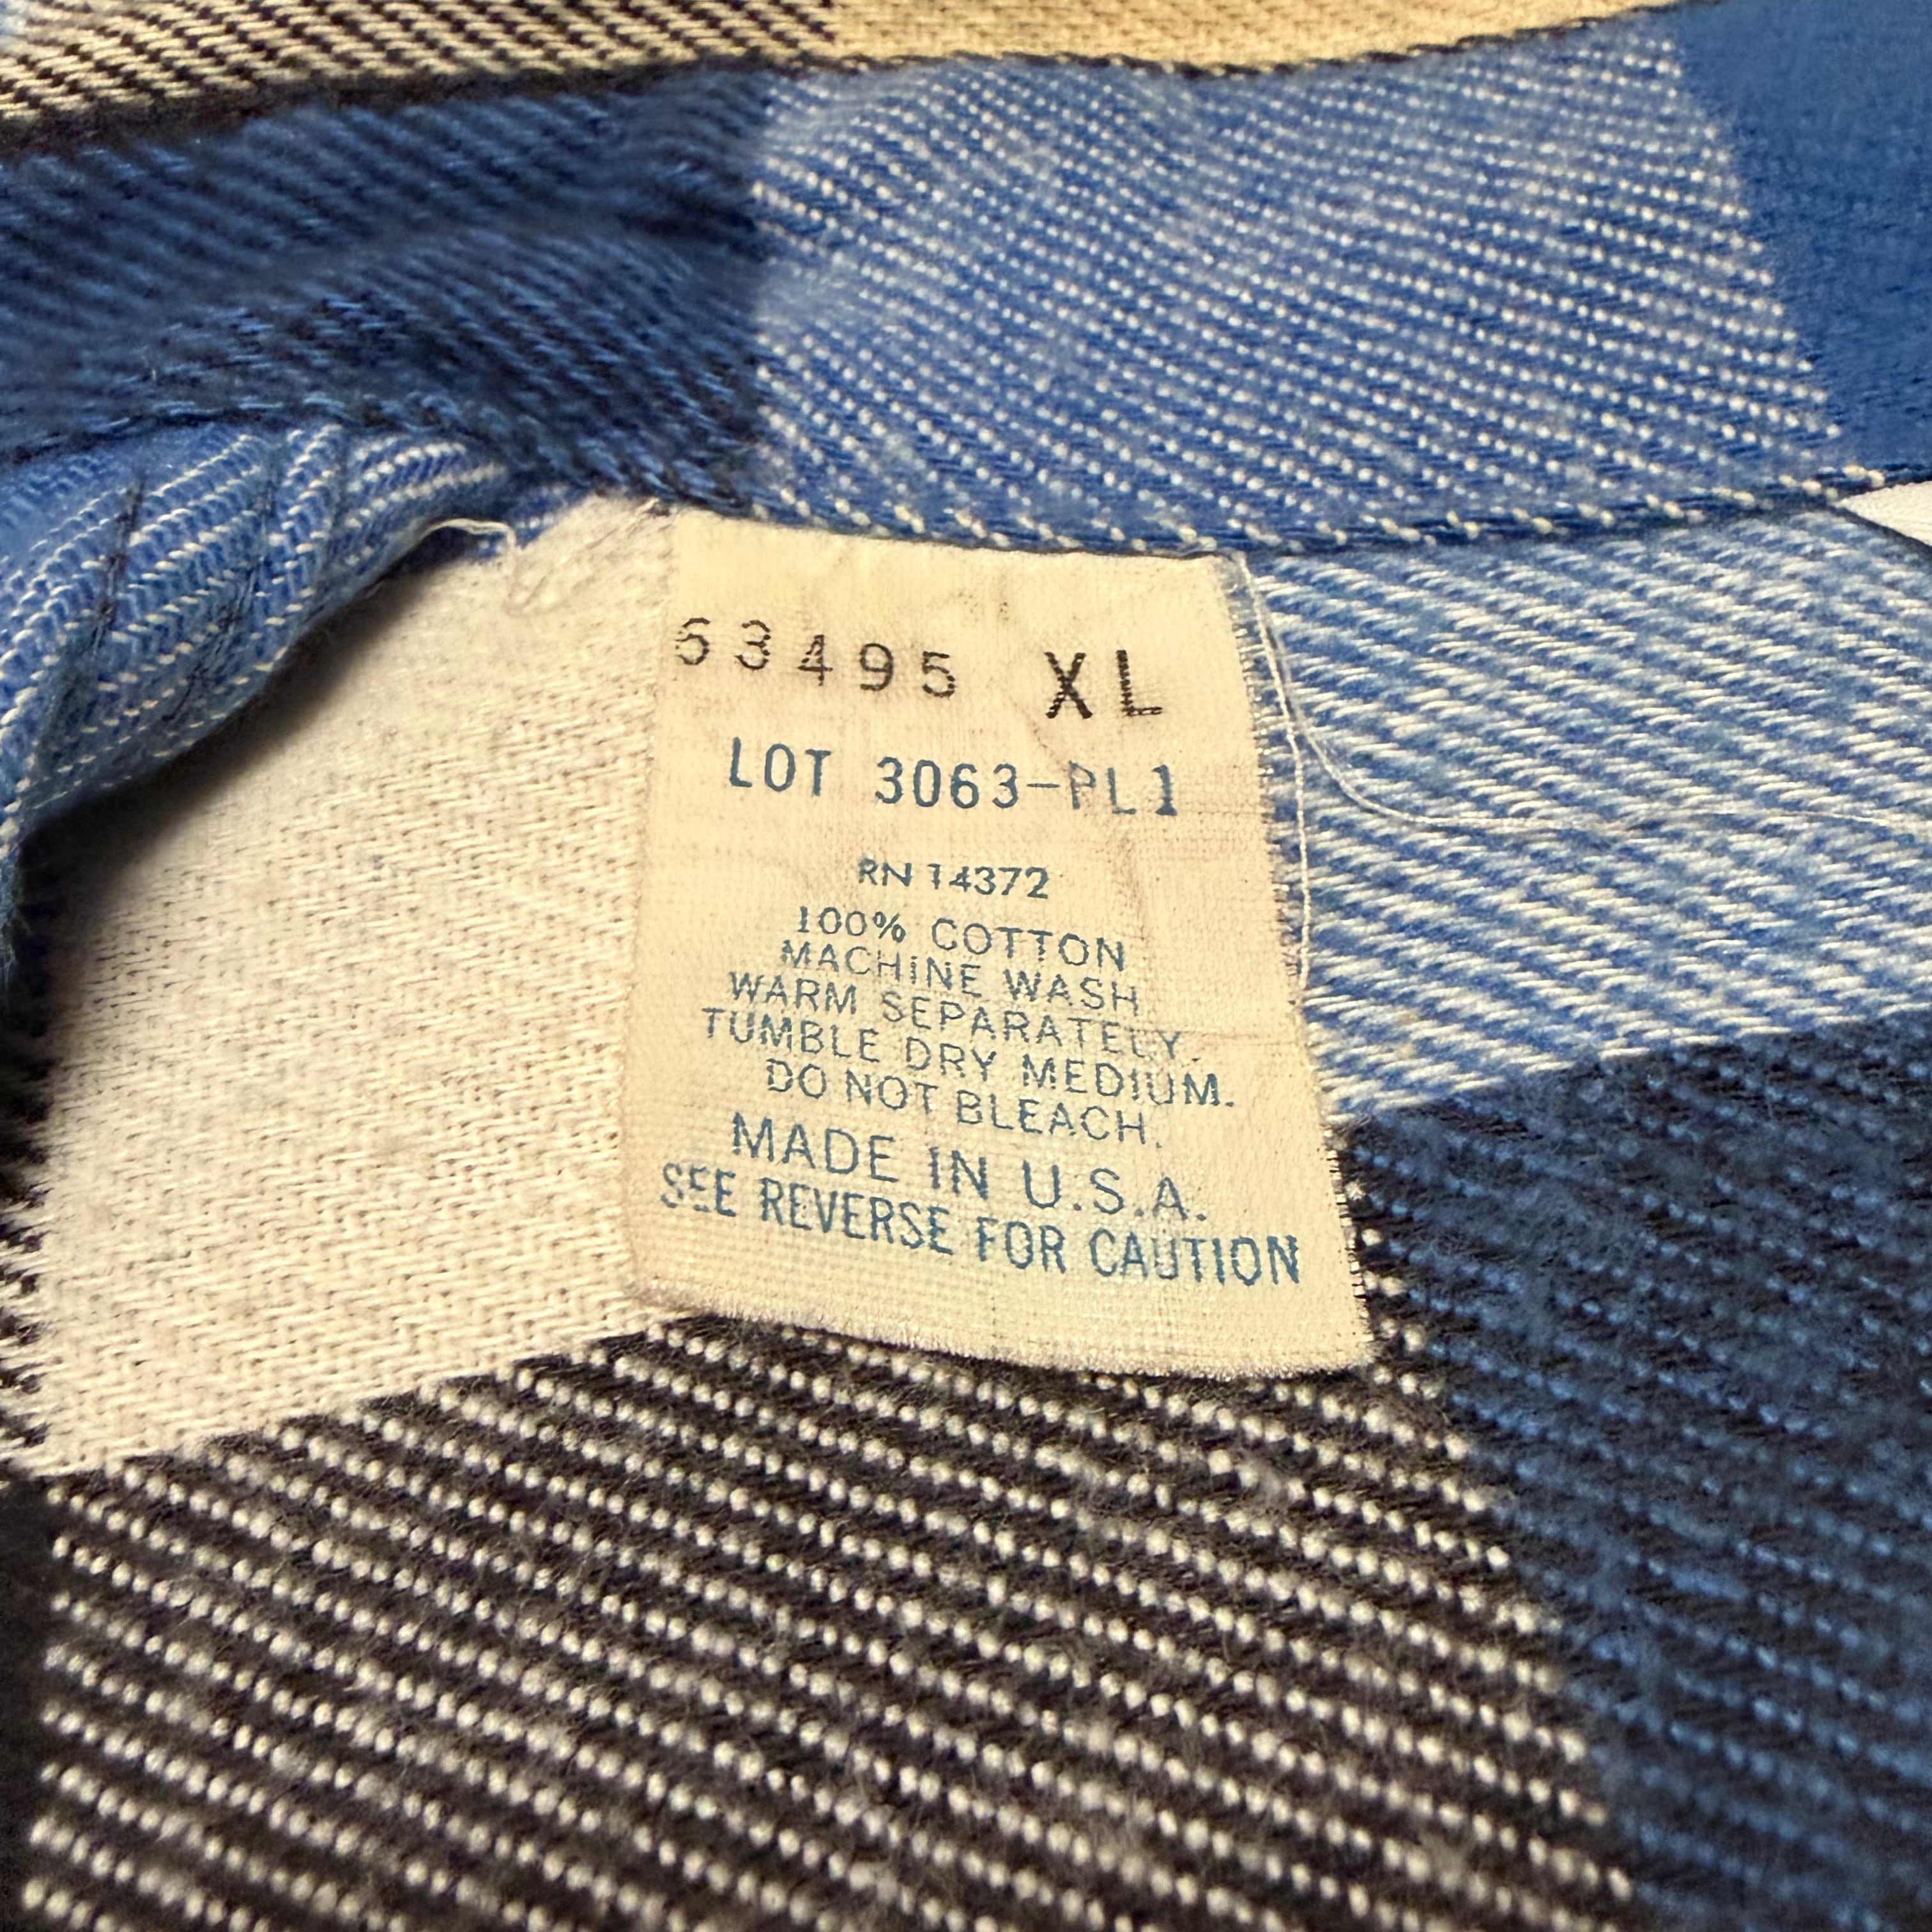 63495 XL
LOT 3063-PL1
RN 14372
100% COTTON
MACHINE WASH
WARM SEPARATELY.
TUMBLE DRY MEDIUM.
DO NOT BLEACH.
MADE IN U.S.A.
SEE REVERSE FOR CAUTION